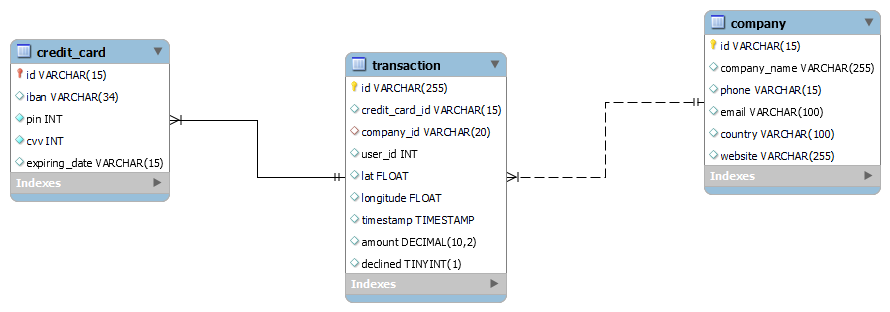 credit_card
id VARCHAR(15)
iban VARCHAR(34)
pin INT
cvv INT
expiring_date VARCHAR(15)
Indexes
transaction
id VARCHAR(255)
credit_card_id VARCHAR(15)
company_id VARCHAR(20)
user_id INT
lat FLOAT
longitude FLOAT
timestamp TIMESTAMP
amount DECIMAL(10,2)
declined TINYINT(1)
Indexes
company
id VARCHAR(15)
company_name VARCHAR(255)
phone VARCHAR(15)
email VARCHAR(100)
country VARCHAR(100)
website VARCHAR(255)
Indexes